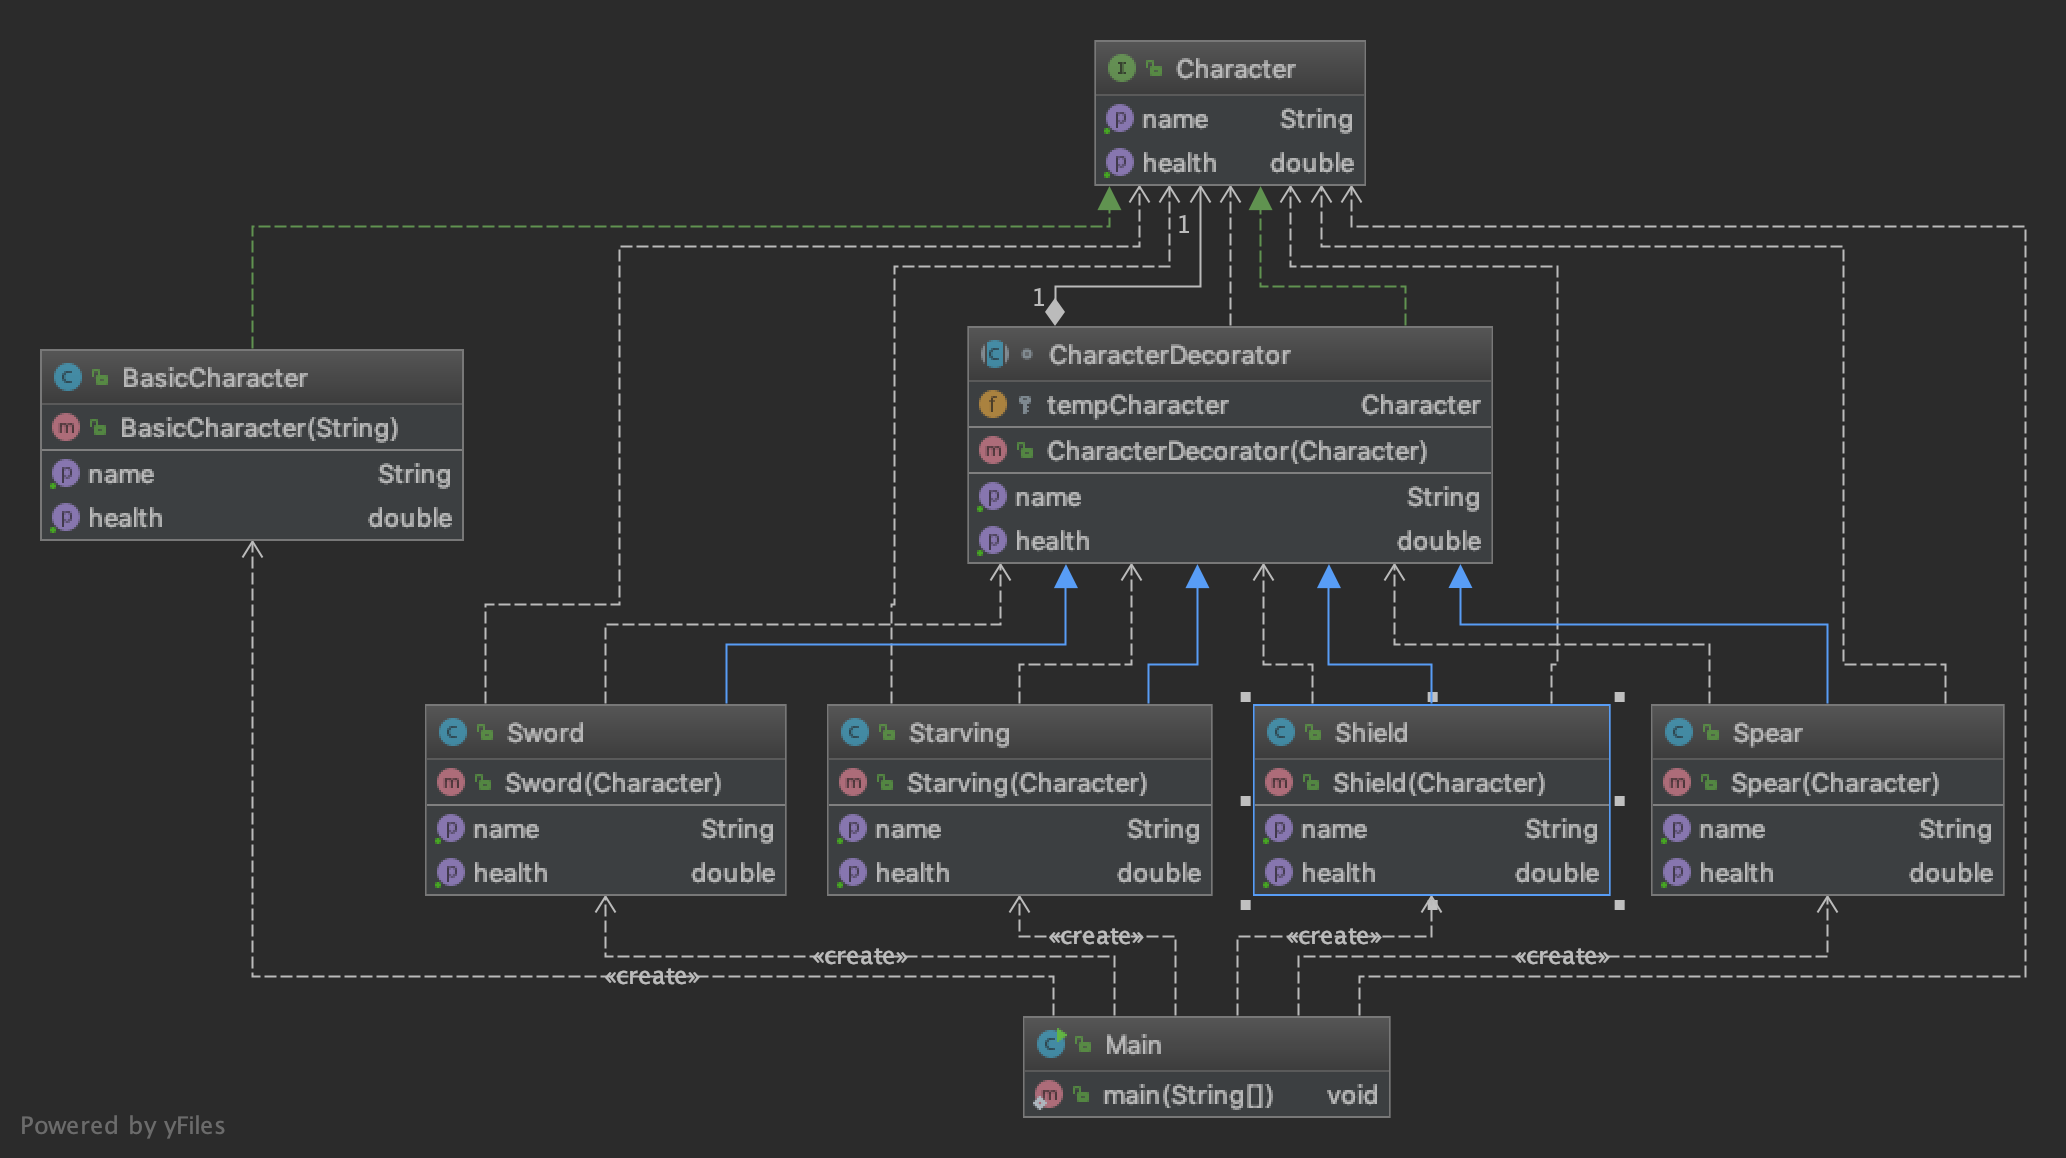 Character
name String
health double
1
1
CharacterDecorator
tempCharacter Character
CharacterDecorator(Character)
name String
health double
BasicCharacter
BasicCharacter(String)
name String
health double
Sword
Sword(Character)
name String
health double
Starving
Starving(Character)
name String
health double
Shield
Shield(Character)
name String
health double
Spear
Spear(Character)
name String
health double
«create»
«create»
«create»
«create»
«create»
Main
main(String[]) void
Powered by yFiles